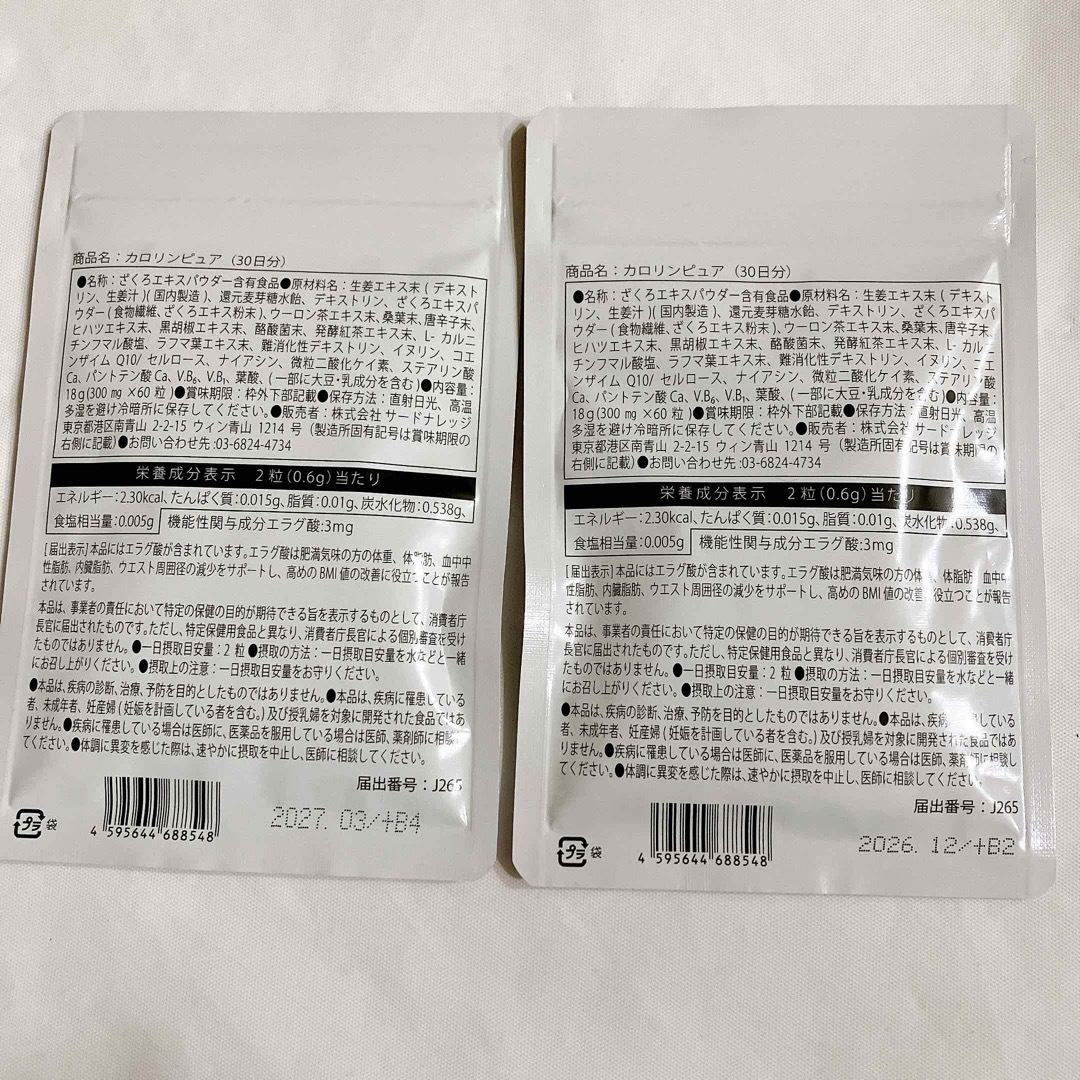 商品名：カロリンピュア（30日分）
●名称：ざくろエキスパウダー含有食品●原材料名：生姜エキス末（デキスト
リン、生姜汁）（国内製造）、還元麦芽糖水飴、デキストリン、ざくろエキスパ
ウダー（食物繊維、ざくろエキス粉末）、ウーロン茶エキス末、桑葉末、唐辛子末、
ヒハツエキス末、黒胡椒エキス末、酪酸菌末、発酵紅茶エキス末、L-カルニ
チンフマル酸塩、ラフマ葉エキス末、難消化性デキストリン、イヌリン、コエ
ンザイム Q10/ セルロース、ナイアシン、微粒二酸化ケイ素、ステアリン酸
Ca、パントテン酸 Ca、V.B₆、V.B₁、葉酸、（一部に大豆・乳成分を含む）●内容量：
18g（300 ㎎ ×60 粒）●賞味期限：枠外下部記載●保存方法：直射日光、高温
多湿を避け冷暗所に保存してください。●販売者：株式会社 サードナレッジ
東京都港区南青山 2-2-15 ウィン青山 1214 号（製造所固有記号は賞味期限の
右側に記載）●お問い合わせ先 :03-6824-4734
栄養成分表示 2 粒（0.6g）当たり
エネルギー：2.30kcal、たんぱく質：0.015g、脂質：0.01g、炭水化物：0.538g、
食塩相当量：0.005g 機能性関与成分エラグ酸：3mg
［届出表示］本品にはエラグ酸が含まれています。エラグ酸は肥満気味の方の体重、体脂肪、血中中
性脂肪、内臓脂肪、ウエスト周囲径の減少をサポートし、高めの BMI 値の改善に役立つことが報告
されています。
本品は、事業者の責任において特定の保健の目的が期待できる旨を表示するものとして、消費者庁
長官に届出されたものです。ただし、特定保健用食品と異なり、消費者庁長官による個別審査を受け
たものではありません。●一日摂取目安量：2 粒 ●摂取の方法：一日摂取目安量を水などと一緒
にお召し上がりください。●摂取上の注意：一日摂取目安量をお守りください。
●本品は、疾病の診断、治療、予防を目的としたものではありません。●本品は、疾病に罹患している
者、未成年者、妊産婦（妊娠を計画している者を含む。）及び授乳婦を対象に開発された食品ではあ
りません。●疾病に罹患している場合は医師に、医薬品を服用している場合は医師、薬剤師に相談し
てください。●体調に異変を感じた際は、速やかに摂取を中止し、医師に相談してください。
届出番号：J265
プラ 袋
4 595644 688548
2027. 03/+B4
商品名：カロリンピュア（30日分）
●名称：ざくろエキスパウダー含有食品●原材料名：生姜エキス末（デキスト
リン、生姜汁）（国内製造）、還元麦芽糖水飴、デキストリン、ざくろエキスパ
ウダー（食物繊維、ざくろエキス粉末）、ウーロン茶エキス末、桑葉末、唐辛子末、
ヒハツエキス末、黒胡椒エキス末、酪酸菌末、発酵紅茶エキス末、L-カルニ
チンフマル酸塩、ラフマ葉エキス末、難消化性デキストリン、イヌリン、コエ
ンザイム Q10/ セルロース、ナイアシン、微粒二酸化ケイ素、ステアリン酸
Ca、パントテン酸 Ca、V.B₆、V.B₁、葉酸、（一部に大豆・乳成分を含む）●内容量：
18g（300 ㎎ ×60 粒）●賞味期限：枠外下部記載●保存方法：直射日光、高温
多湿を避け冷暗所に保存してください。●販売者：株式会社 サードナレッジ
東京都港区南青山 2-2-15 ウィン青山 1214 号（製造所固有記号は賞味期限の
右側に記載）●お問い合わせ先 :03-6824-4734
栄養成分表示 2 粒（0.6g）当たり
エネルギー：2.30kcal、たんぱく質：0.015g、脂質：0.01g、炭水化物：0.538g、
食塩相当量：0.005g 機能性関与成分エラグ酸：3mg
［届出表示］本品にはエラグ酸が含まれています。エラグ酸は肥満気味の方の体重、体脂肪、血中中
性脂肪、内臓脂肪、ウエスト周囲径の減少をサポートし、高めの BMI 値の改善に役立つことが報告
されています。
本品は、事業者の責任において特定の保健の目的が期待できる旨を表示するものとして、消費者庁
長官に届出されたものです。ただし、特定保健用食品と異なり、消費者庁長官による個別審査を受け
たものではありません。●一日摂取目安量：2 粒 ●摂取の方法：一日摂取目安量を水などと一緒
にお召し上がりください。●摂取上の注意：一日摂取目安量をお守りください。
●本品は、疾病の診断、治療、予防を目的としたものではありません。●本品は、疾病に罹患している
者、未成年者、妊産婦（妊娠を計画している者を含む。）及び授乳婦を対象に開発された食品ではあ
りません。●疾病に罹患している場合は医師に、医薬品を服用している場合は医師、薬剤師に相談し
てください。●体調に異変を感じた際は、速やかに摂取を中止し、医師に相談してください。
届出番号：J265
プラ 袋
4 595644 688548
2026. 12/+B2